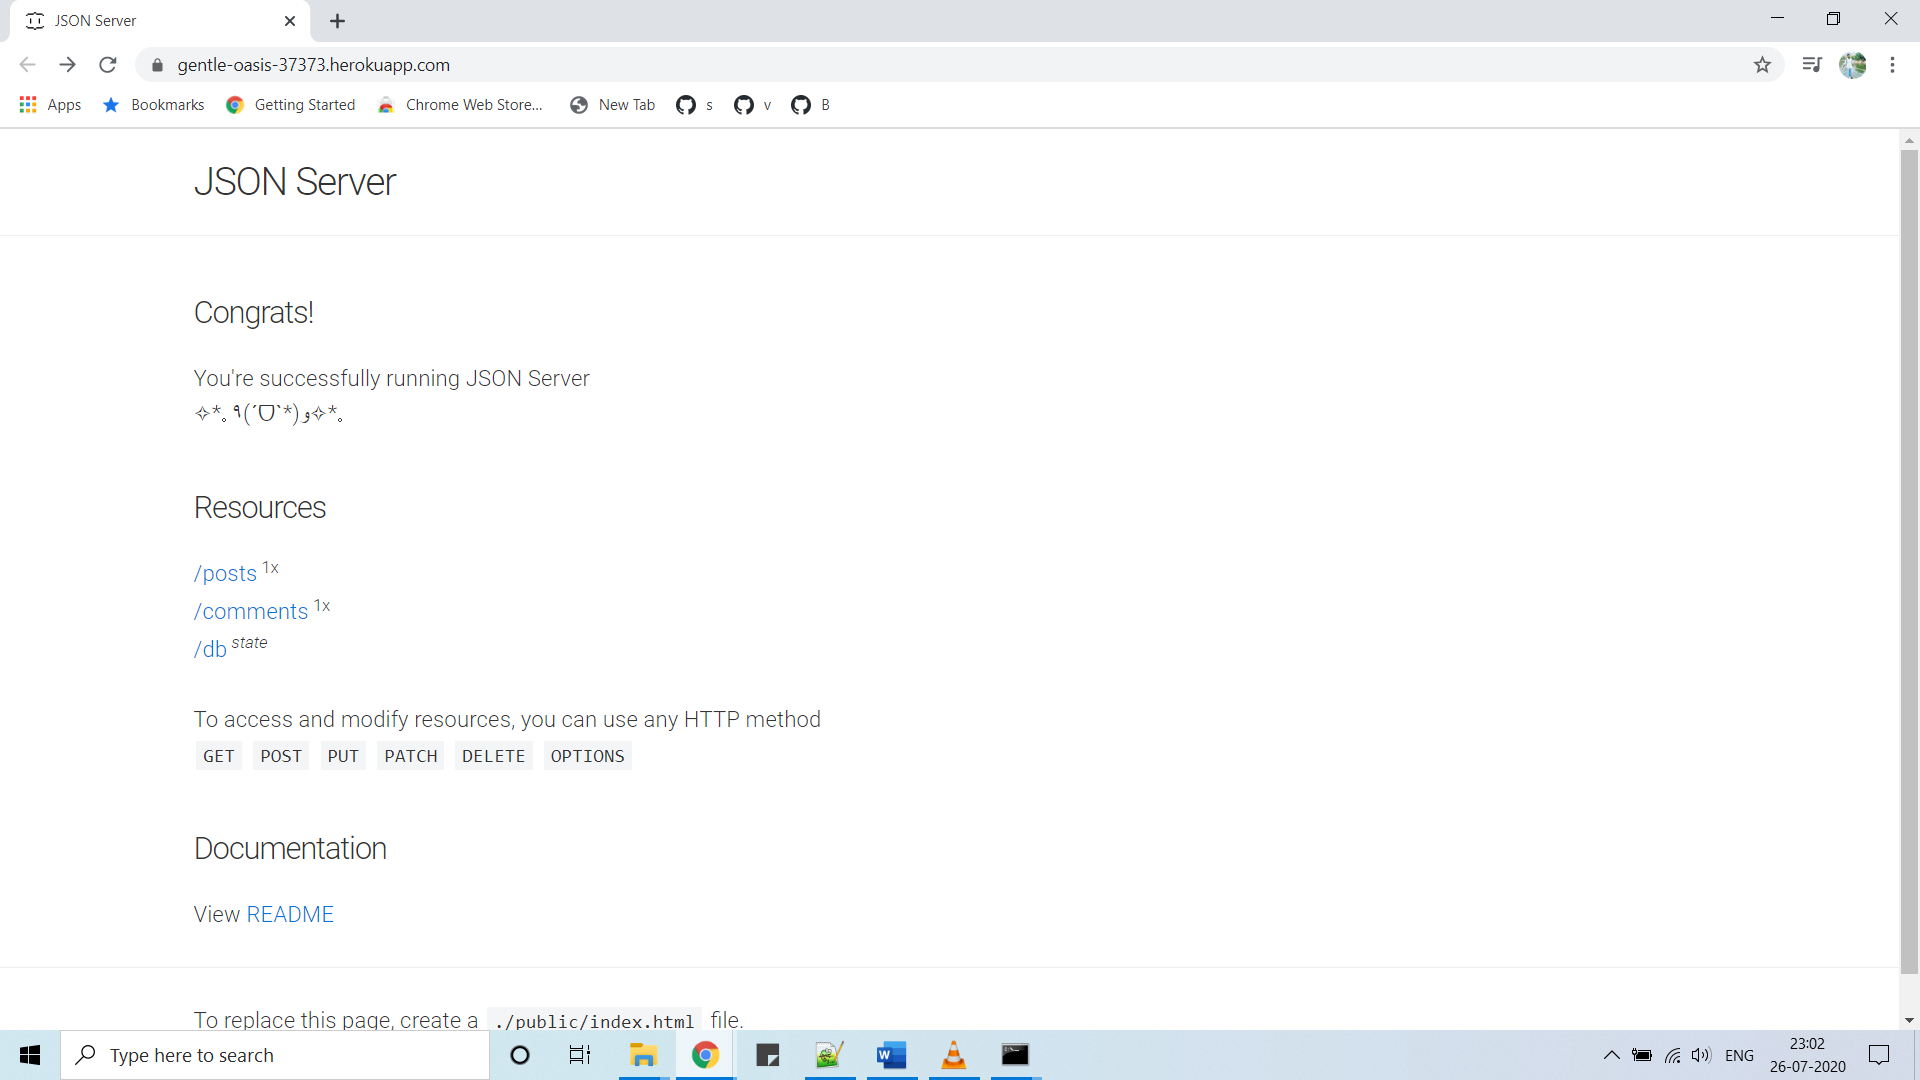 JSON Server
gentle-oasis-37373.herokuapp.com
Apps Bookmarks Getting Started Chrome Web Store... New Tab s v B
JSON Server
Congrats!
You're successfully running JSON Server
✧*｡٩(ˊᗜˋ*)و✧*｡
Resources
/posts 1x
/comments 1x
/db state
To access and modify resources, you can use any HTTP method
GET POST PUT PATCH DELETE OPTIONS
Documentation
View README
To replace this page, create a ./public/index.html file.
Type here to search
W
ENG
23:02
26-07-2020